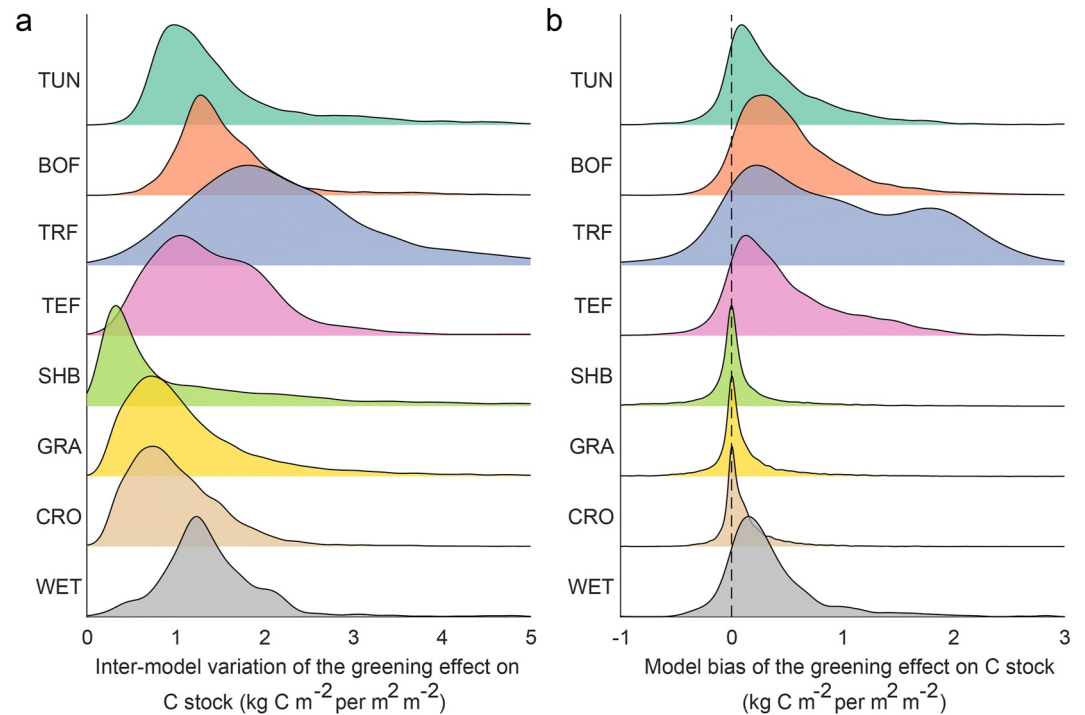 a
TUN
BOF
TRF
TEF
SHB
GRA
CRO
WET
0 1 2 3 4 5
Inter-model variation of the greening effect on
C stock (kg C m⁻² per m² m⁻²)
b
TUN
BOF
TRF
TEF
SHB
GRA
CRO
WET
-1 0 1 2 3
Model bias of the greening effect on C stock
(kg C m⁻² per m² m⁻²)